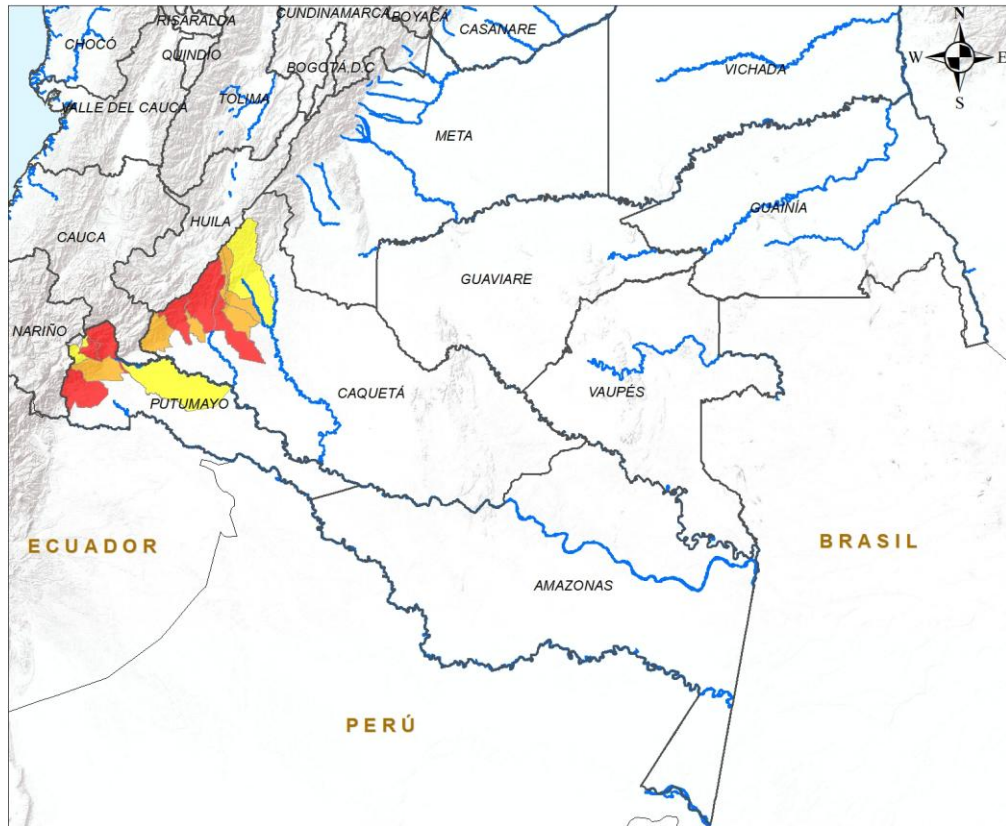 RISARALDA
CUNDINAMARCA
BOYACÁ
CASANARE
N
CHOCÓ
QUINDIO
BOGOTÁ D.C
W
E
VICHADA
S
VALLE DEL CAUCA
TOLIMA
META
HUILA
GUAINÍA
CAUCA
GUAVIARE
NARIÑO
CAQUETÁ
VAUPÉS
PUTUMAYO
ECUADOR
BRASIL
AMAZONAS
PERÚ